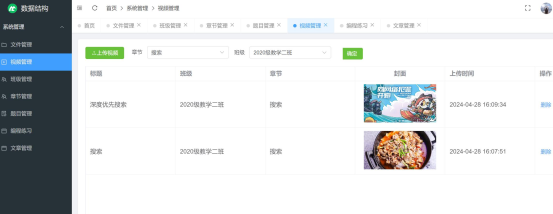 数据结构
首页 > 系统管理 > 视频管理
系统管理
文件管理
视频管理
班级管理
章节管理
题目管理
编程练习
文章管理
首页 文件管理 × 班级管理 × 章节管理 × 题目管理 × 视频管理 × 编程练习 × 文章管理 ×
上传视频 章节 搜索 班级 2020级数学二班 确定
标题 班级 章节 封面 上传时间 操作
深度优先搜索 2020级数学二班 搜索 2024-04-28 16:09:34 删除
搜索 2020级数学二班 搜索 2024-04-28 16:07:51 删除